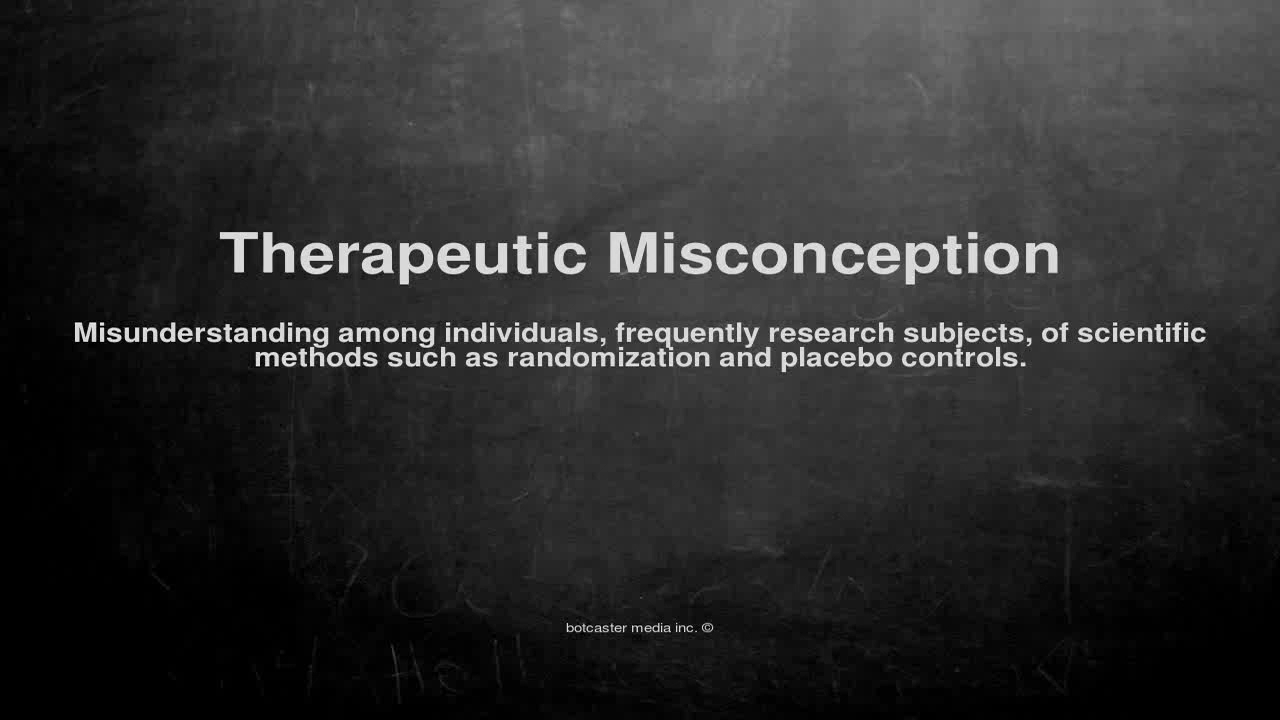 Therapeutic Misconception
Misunderstanding among individuals, frequently research subjects, of scientific
methods such as randomization and placebo controls.
botcaster media inc. ©